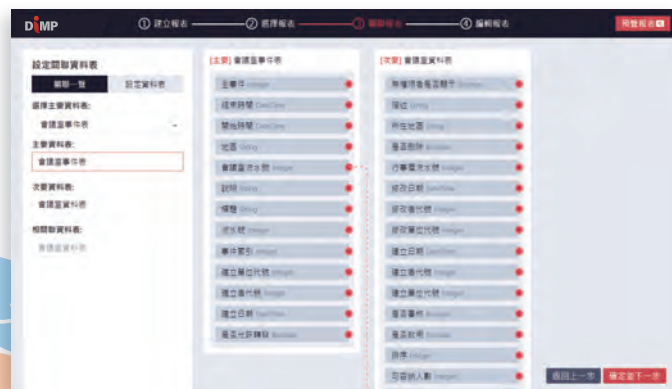 DiMP
① 建立報表
② 選擇報表
③ 關聯報表
④ 編輯報表
預覽報表
設定關聯資料表
關聯一覽
設定資料表
選擇主要資料表:
會議室事件表
主要資料表:
會議室事件表
次要資料表:
會議室資料表
相關聯資料表:
會議室資料表
[主要] 會議室事件表
主事件 Integer
結束時間 DateTime
開始時間 DateTime
地區 String
會議室流水號 Integer
說明 String
標題 String
流水號 Integer
事件索引 Integer
建立單位代號 Integer
建立者代號 Integer
建立日期 DateTime
是否允許轉發 Boolean
[次要] 會議室資料表
無權限者是否顯示 Boolean
描述 String
所在地區 String
是否刪除 Boolean
行事曆流水號 Integer
修改日期 DateTime
修改者代號 Integer
修改單位代號 Integer
建立日期 DateTime
建立者代號 Integer
建立單位代號 Integer
是否審核 Boolean
是否啟用 Boolean
排序 Integer
可容納人數 Integer
返回上一步
確定並下一步